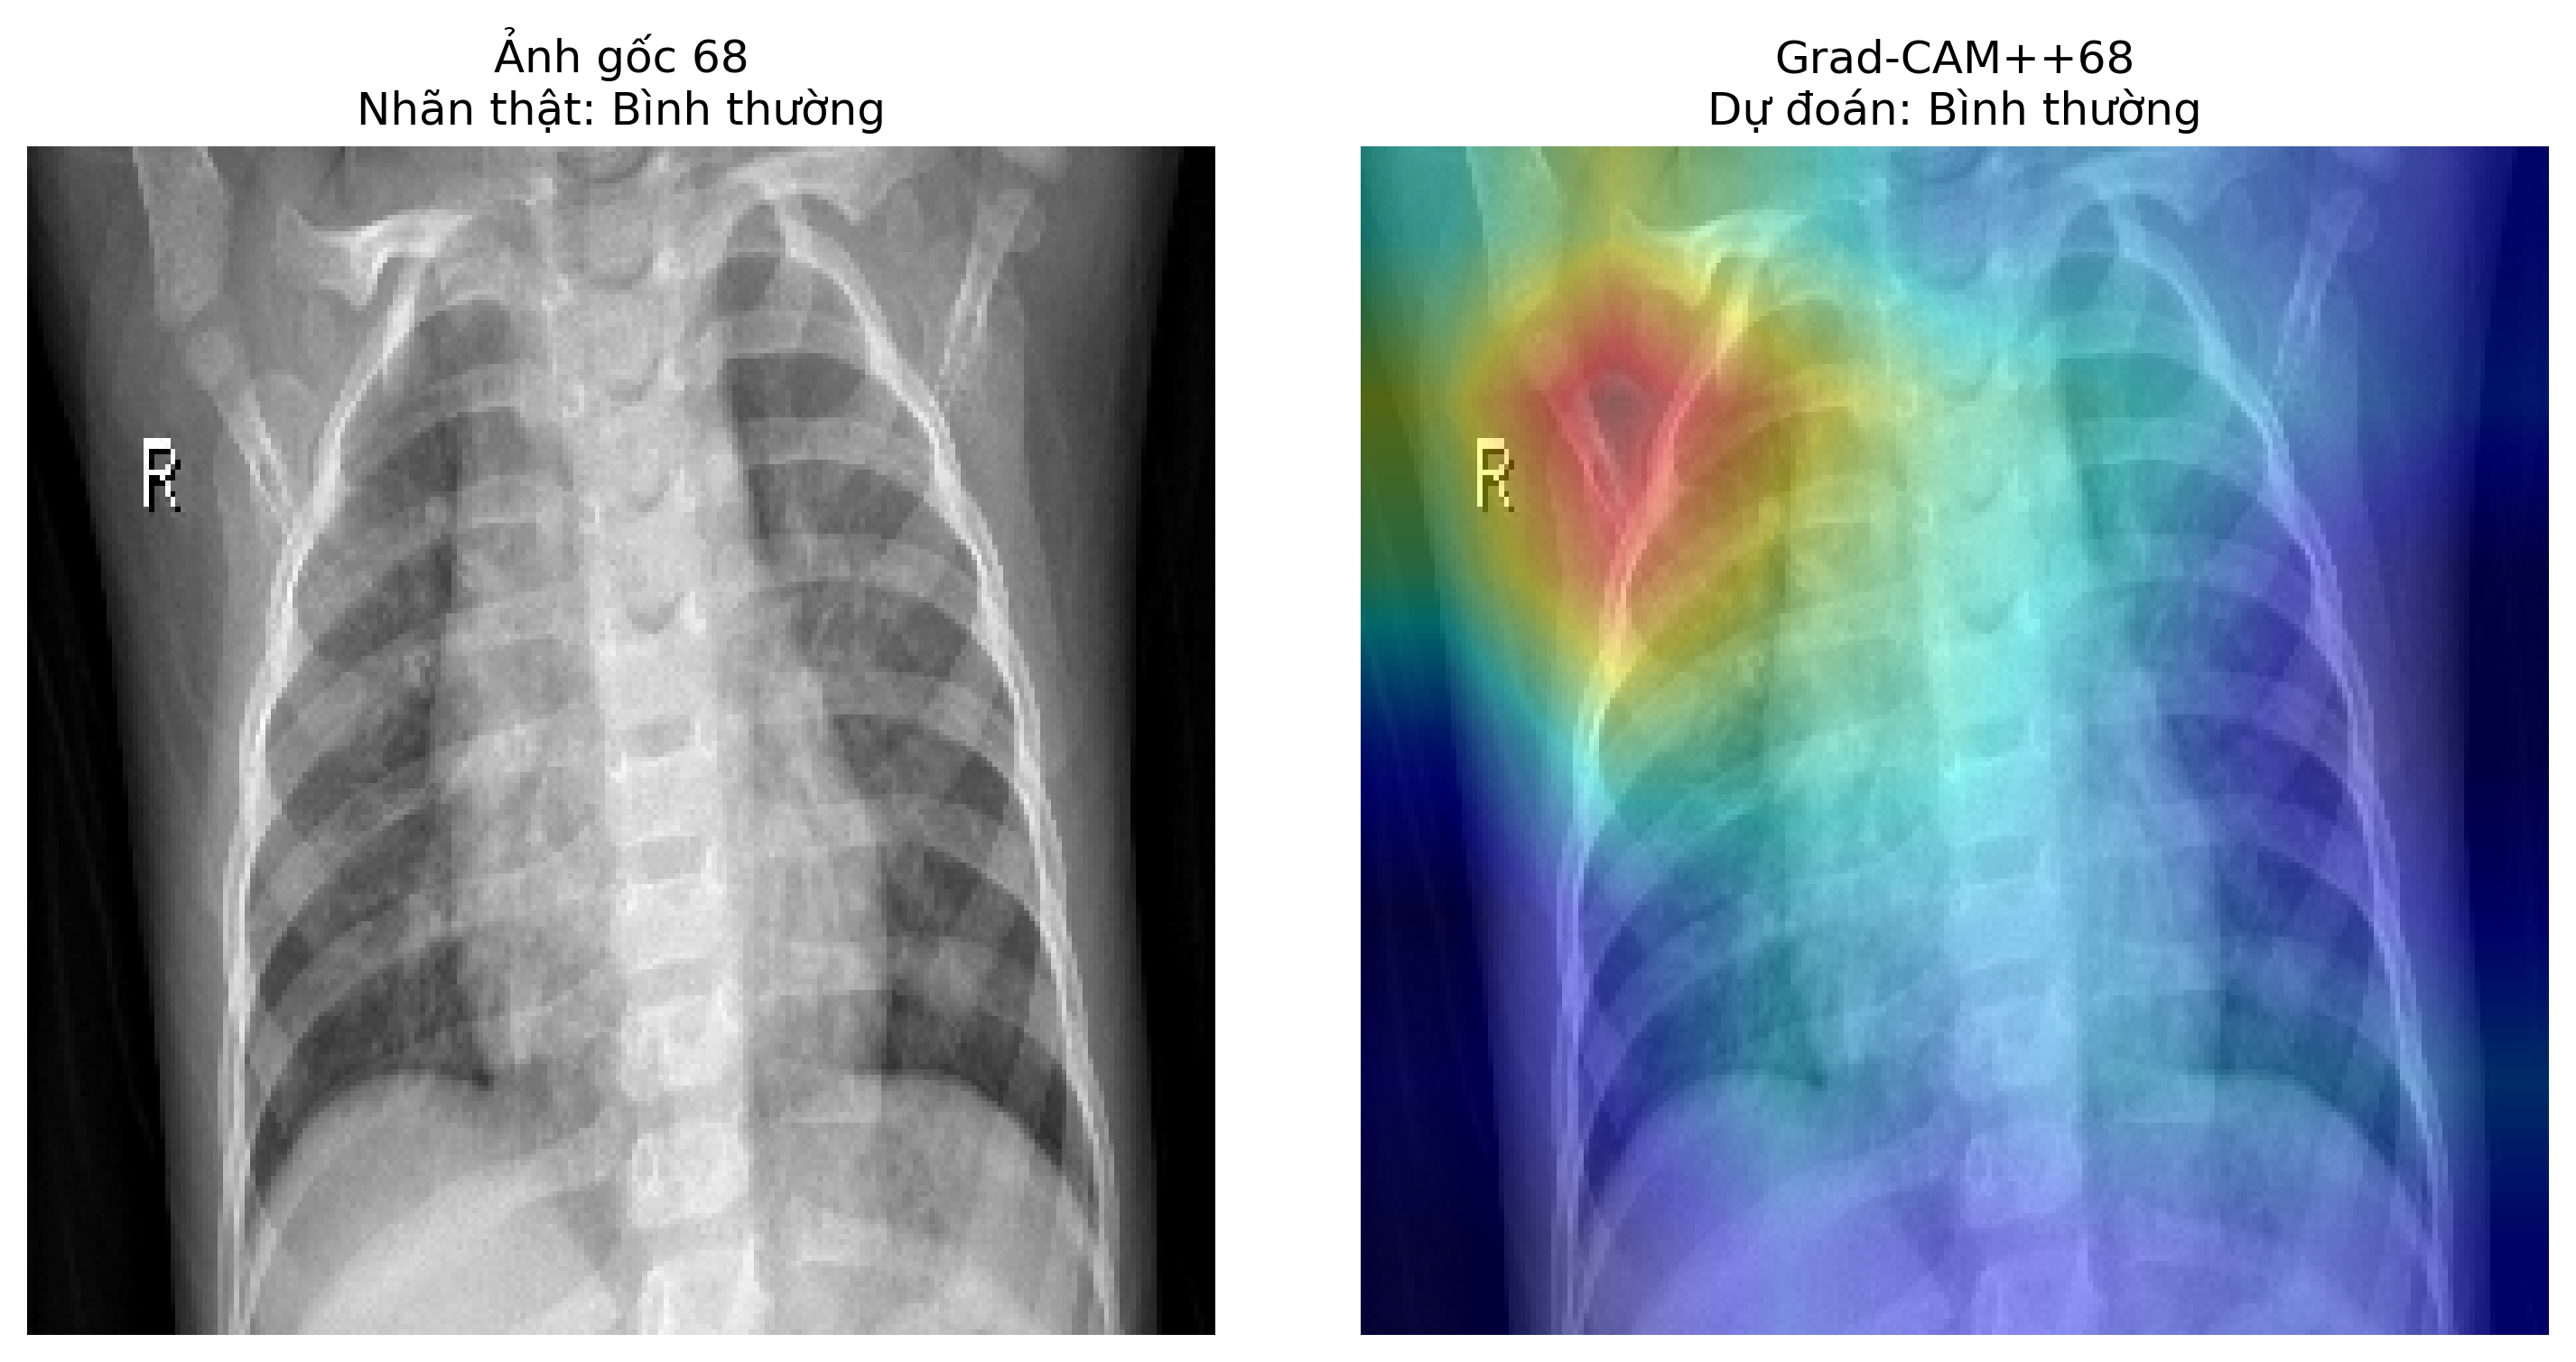 Ảnh gốc 68
Nhãn thật: Bình thường
Grad-CAM++68
Dự đoán: Bình thường
R
R